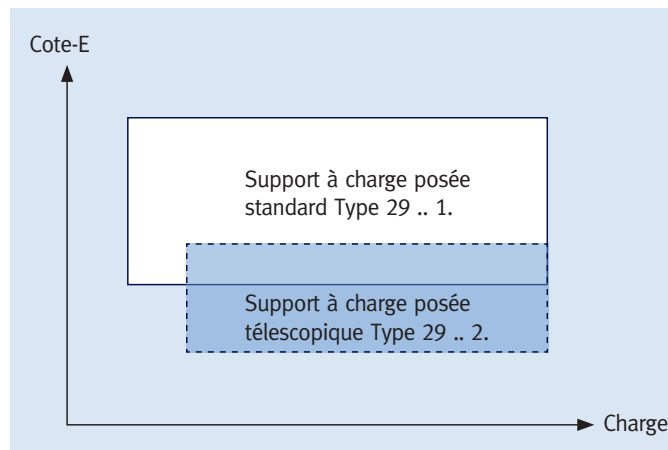 Cote-E
Support à charge posée
standard Type 29 .. 1.
Support à charge posée
télescopique Type 29 .. 2.
Charge